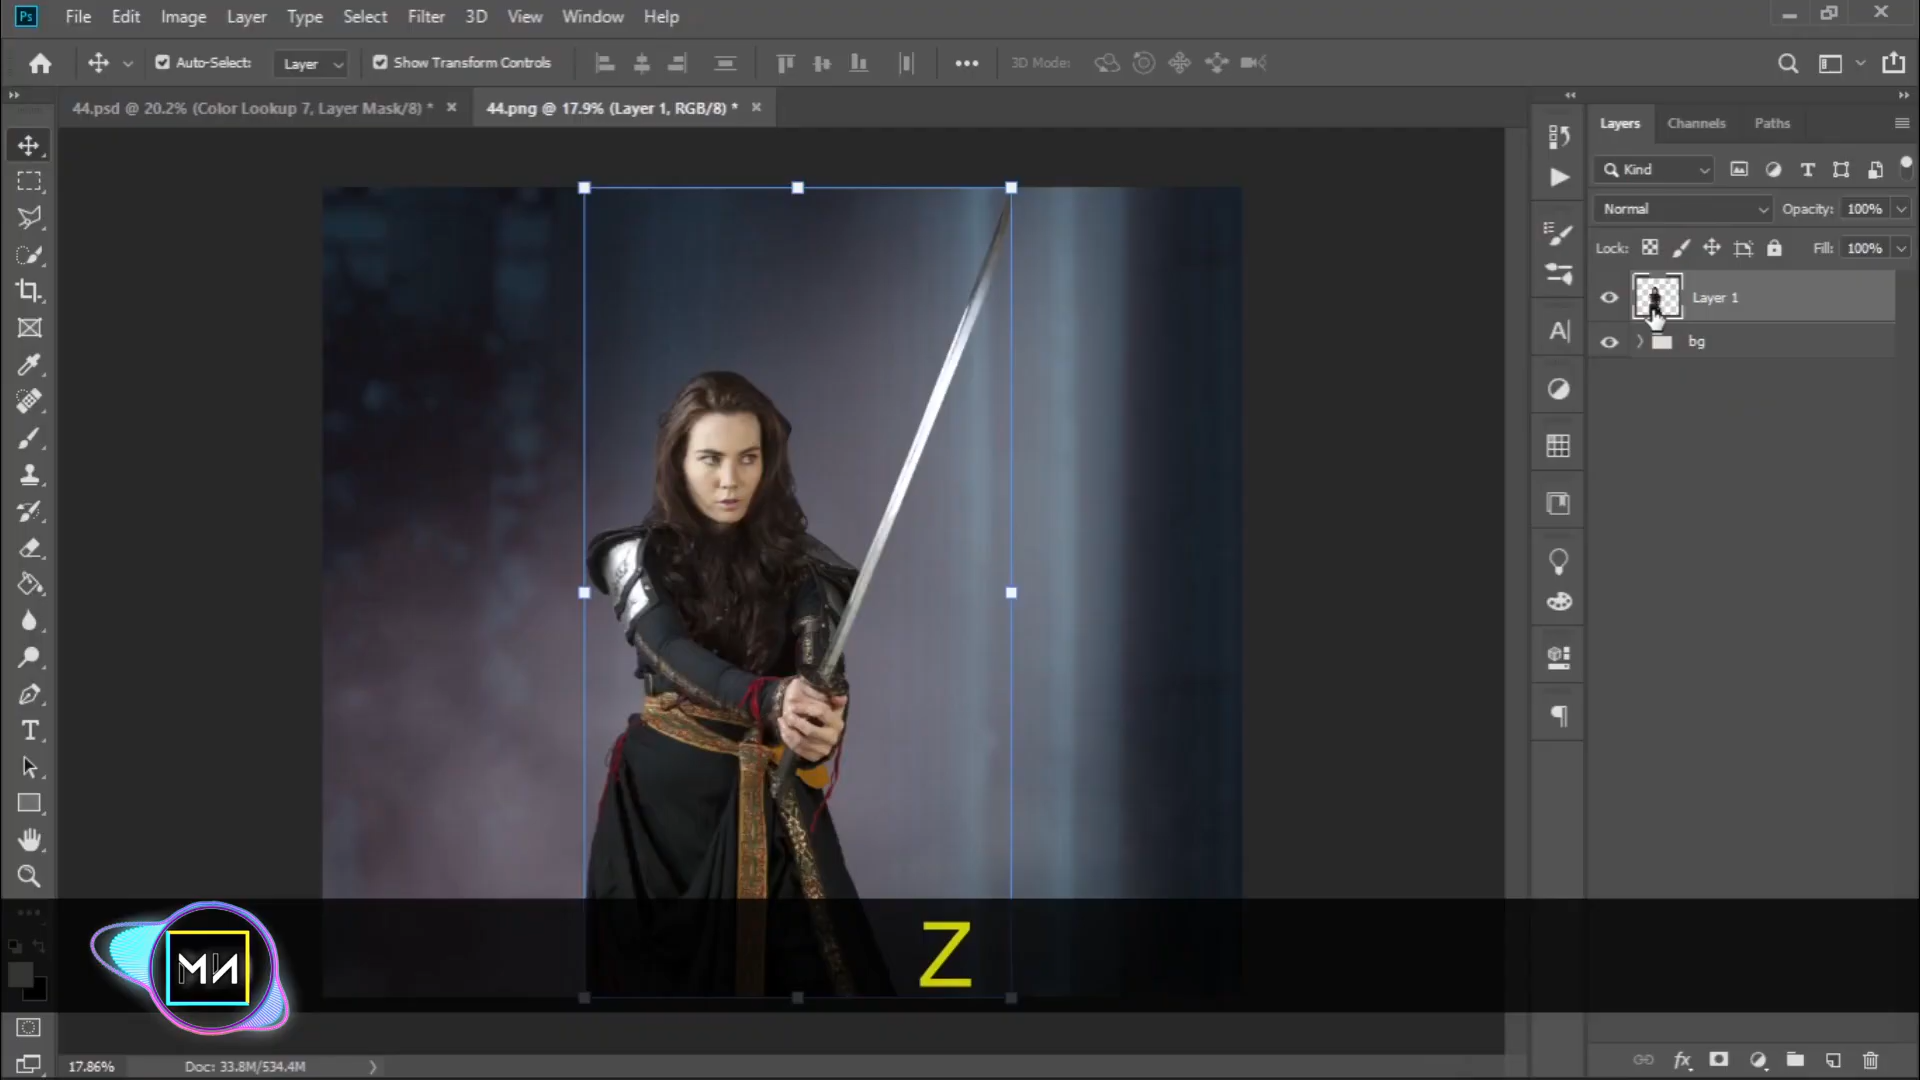 Ps File Edit Image Layer Type Select Filter 3D View Window Help
Auto-Select: Layer Show Transform Controls 3D Mode:
44.psd @ 20.2% (Color Lookup 7, Layer Mask/8) * 44.png @ 17.9% (Layer 1, RGB/8) *
Layers Channels Paths
Kind
Normal Opacity: 100%
Lock: Fill: 100%
Layer 1
bg
Z
17.86% Doc: 33.8M/534.4M